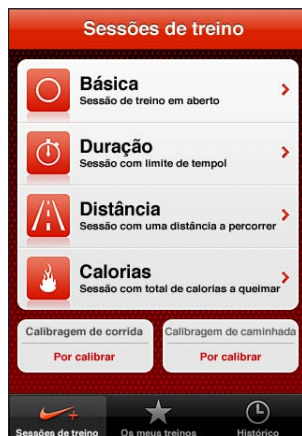 Sessões de treino
Básica
Sessão de treino em aberto
Duração
Sessão com limite de tempol
Distância
Sessão com uma distância a percorrer
Calorias
Sessão com total de calorias a queimar
Calibragem de corrida
Calibragem de caminhada
Por calibrar
Por calibrar
Sessões de treino
Os meus treinos
Histórico